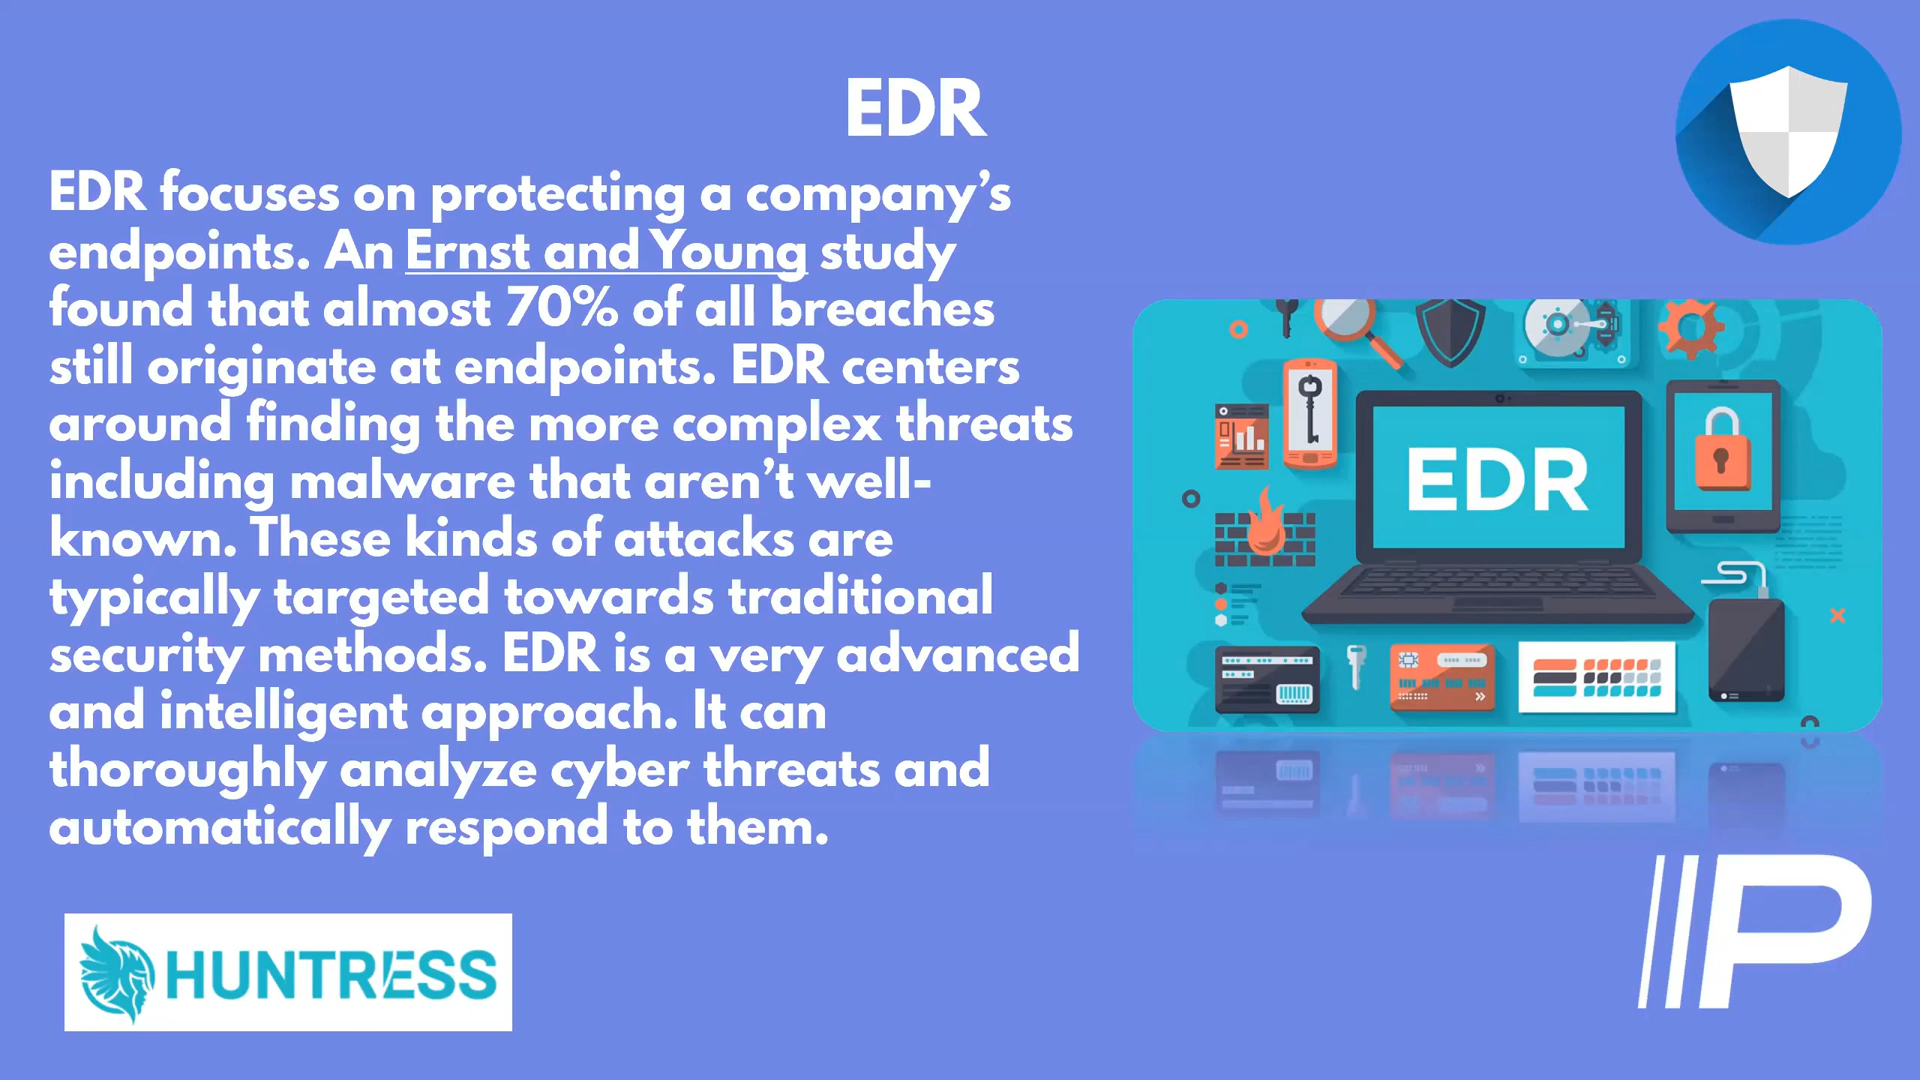 EDR
EDR focuses on protecting a company’s
endpoints. An Ernst and Young study
found that almost 70% of all breaches
still originate at endpoints. EDR centers
around finding the more complex threats
including malware that aren’t well-
known. These kinds of attacks are
typically targeted towards traditional
security methods. EDR is a very advanced
and intelligent approach. It can
thoroughly analyze cyber threats and
automatically respond to them.
EDR
HUNTRESS
P